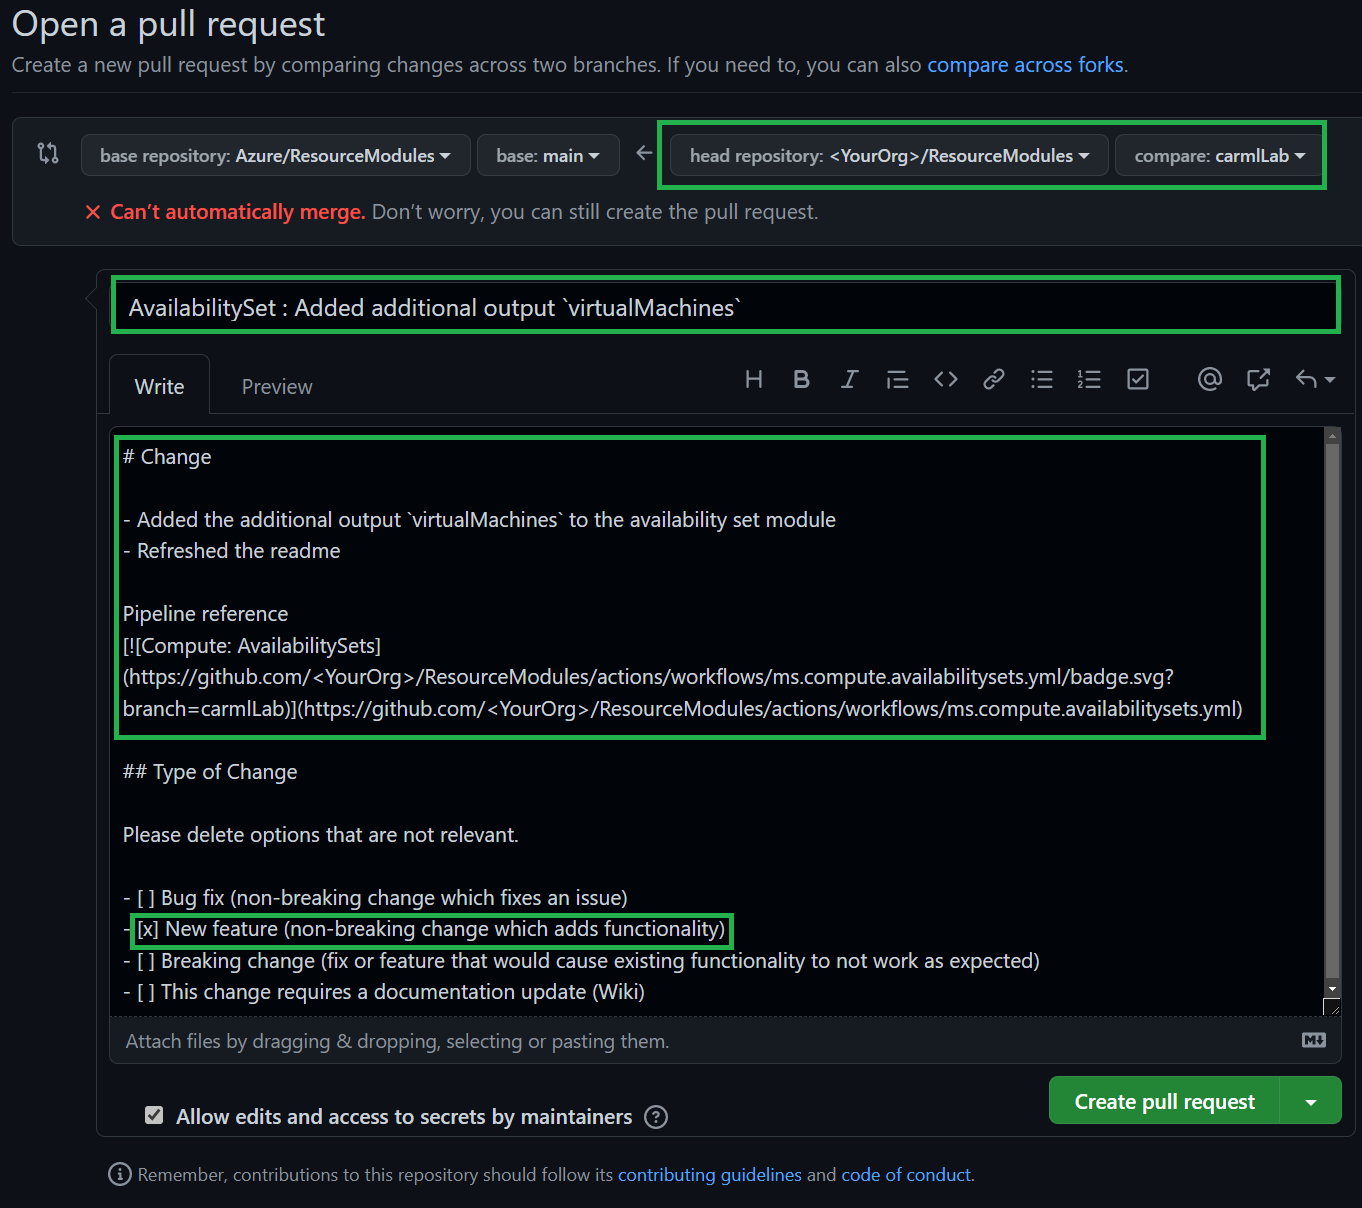 Open a pull request
Create a new pull request by comparing changes across two branches. If you need to, you can also compare across forks.
base repository: Azure/ResourceModules base: main head repository: <YourOrg>/ResourceModules compare: carmlLab
Can't automatically merge. Don't worry, you can still create the pull request.
AvailabilitySet : Added additional output `virtualMachines`
Write Preview
# Change
- Added the additional output `virtualMachines` to the availability set module
- Refreshed the readme
Pipeline reference
[![Compute: AvailabilitySets]
(https://github.com/<YourOrg>/ResourceModules/actions/workflows/ms.compute.availabilitysets.yml/badge.svg?
branch=carmlLab)](https://github.com/<YourOrg>/ResourceModules/actions/workflows/ms.compute.availabilitysets.yml)
## Type of Change
Please delete options that are not relevant.
- [ ] Bug fix (non-breaking change which fixes an issue)
- [x] New feature (non-breaking change which adds functionality)
- [ ] Breaking change (fix or feature that would cause existing functionality to not work as expected)
- [ ] This change requires a documentation update (Wiki)
Attach files by dragging & dropping, selecting or pasting them.
Allow edits and access to secrets by maintainers
Create pull request
Remember, contributions to this repository should follow its contributing guidelines and code of conduct.